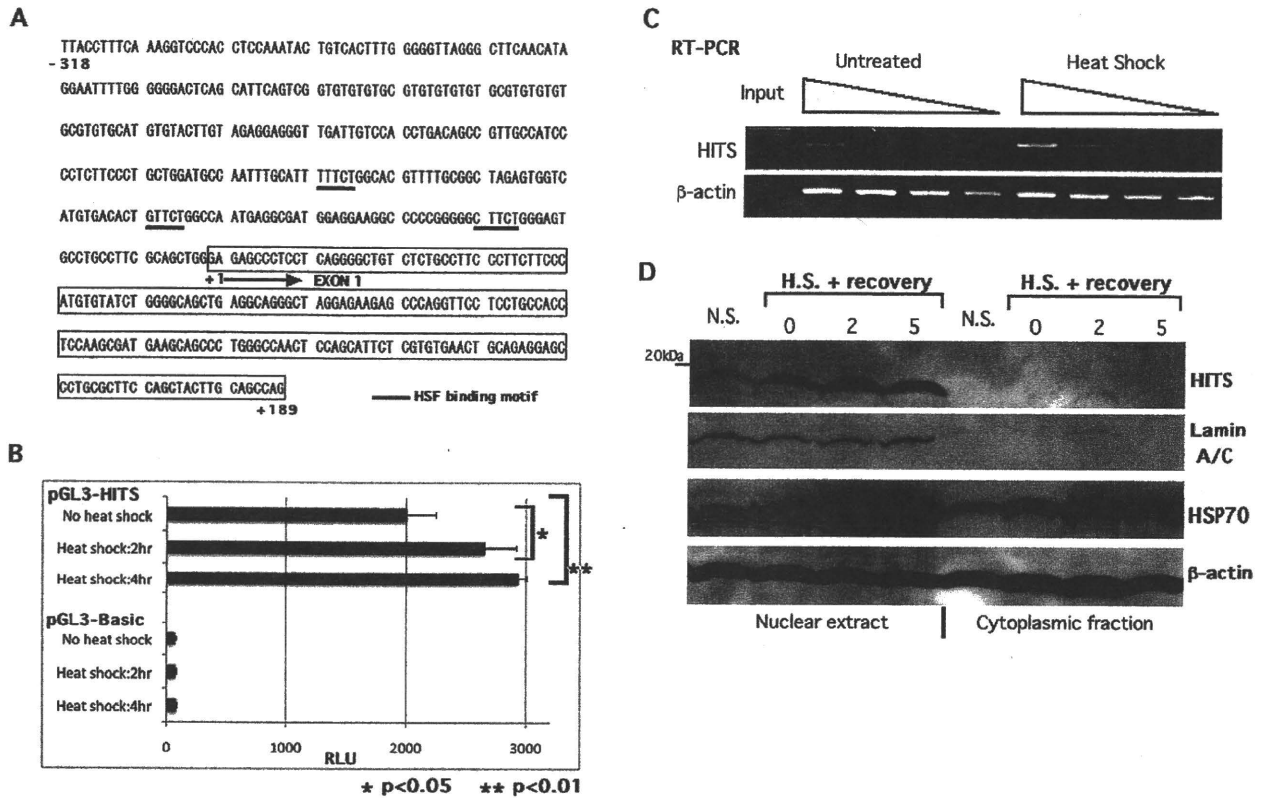 A
TTACCTTTCA AAGGTCCCAC CCTCCAAATAC TGTCACTTTG GGGGTTAGGG CTTCAACATA
-318
GGAATTTTGG GGGGACTCAG CATTCAGTCG GTGTGTGTGC GTGTGTGTGT GCGTGTGTGT
GCGTGTGCAT GTGTACTTGT AGAGGAGGGT TGATTGTCCA CCTGACAGCC GTTGCCATCC
CCTCTTCCCT GCTGGATGCC AATTTGCATT TTTCTGGCAC GTTTTGCGGC TAGAGTGGTC
ATGTGACACT GTTCTGGCCA ATGAGGCGAT GGAGGAAGGC CCCCGGGGGC TTCTGGGAGT
GCCTGCCTTC GCAGCTGGGA GAGCCCTCCT CAGGGGCTGT CTCTGCCTTC CCTTCTTCCC
+1 EXON 1
ATGTGTATCT GGGGCAGCTG AGGCAGGGCT AGGAGAAGAG CCCAGGTTCC TCCTGCCACC
TCCAAGCGAT GAAGCAGCCC TGGGCCAACT CCAGCATTCT CGTGTGAACT GCAGAGGAGC
CCTGCGCTTC CAGCTACTTG CAGCCAG
+189
HSF binding motif
B
pGL3-HITS
No heat shock
Heat shock:2hr
Heat shock:4hr
*
**
pGL3-Basic
No heat shock
Heat shock:2hr
Heat shock:4hr
0 1000 2000 3000
RLU
* p<0.05 ** p<0.01
C
RT-PCR
Untreated Heat Shock
Input
HITS
β-actin
D
H.S. + recovery H.S. + recovery
N.S. 0 2 5 N.S. 0 2 5
20kDa
HITS
Lamin
A/C
HSP70
β-actin
Nuclear extract Cytoplasmic fraction